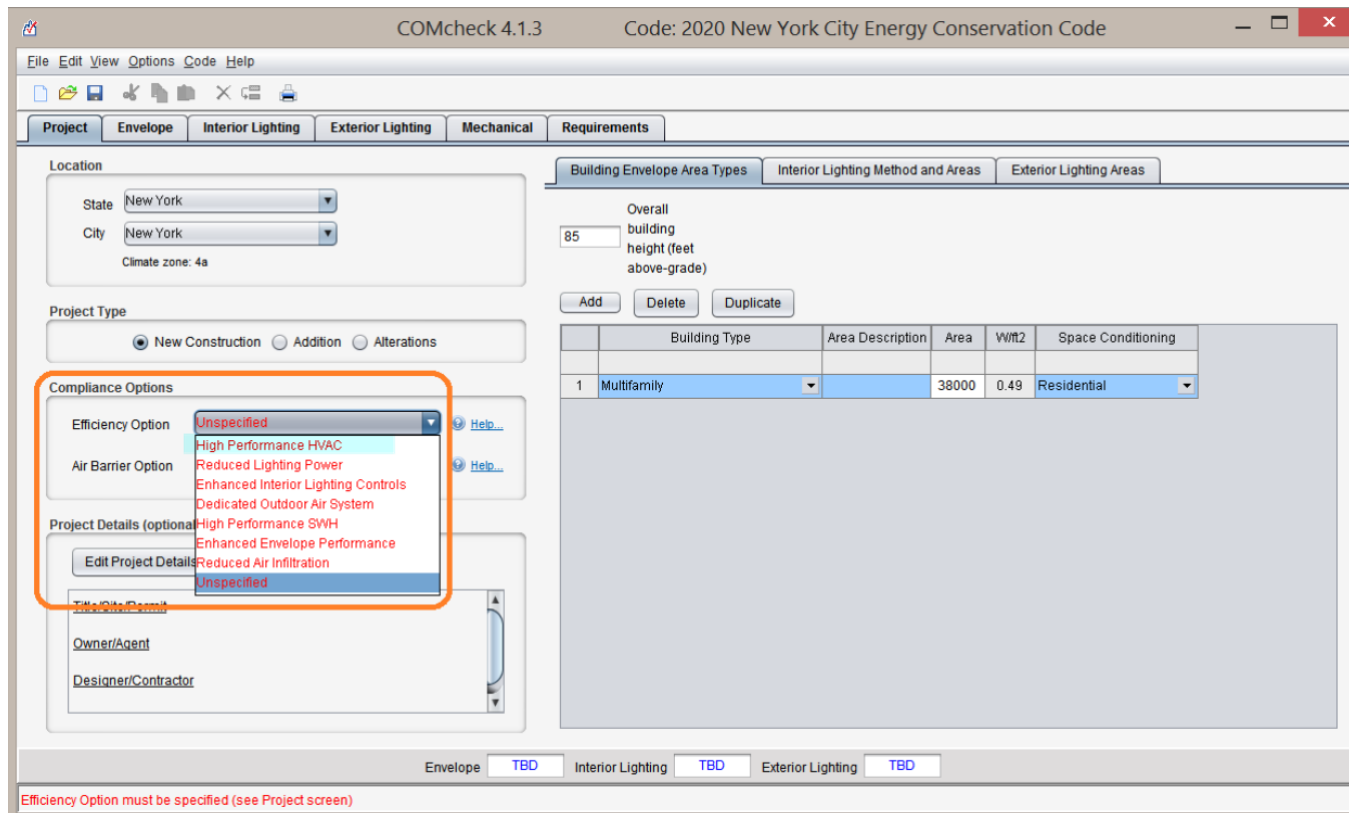 COMcheck 4.1.3 Code: 2020 New York City Energy Conservation Code
File Edit View Options Code Help
Project Envelope Interior Lighting Exterior Lighting Mechanical Requirements
Location
State New York
City New York
Climate zone: 4a
Project Type
New Construction Addition Alterations
Compliance Options
Efficiency Option Unspecified Help...
High Performance HVAC
Air Barrier Option Reduced Lighting Power Help...
Enhanced Interior Lighting Controls
Dedicated Outdoor Air System
High Performance SWH
Enhanced Envelope Performance
Reduced Air Infiltration
Unspecified
Project Details (optional
Edit Project Details
Title/Site/Permit
Owner/Agent
Designer/Contractor
Building Envelope Area Types Interior Lighting Method and Areas Exterior Lighting Areas
85
Overall
building
height (feet
above-grade)
Add Delete Duplicate
Building Type Area Description Area W/ft2 Space Conditioning
1 Multifamily 38000 0.49 Residential
Envelope TBD Interior Lighting TBD Exterior Lighting TBD
Efficiency Option must be specified (see Project screen)